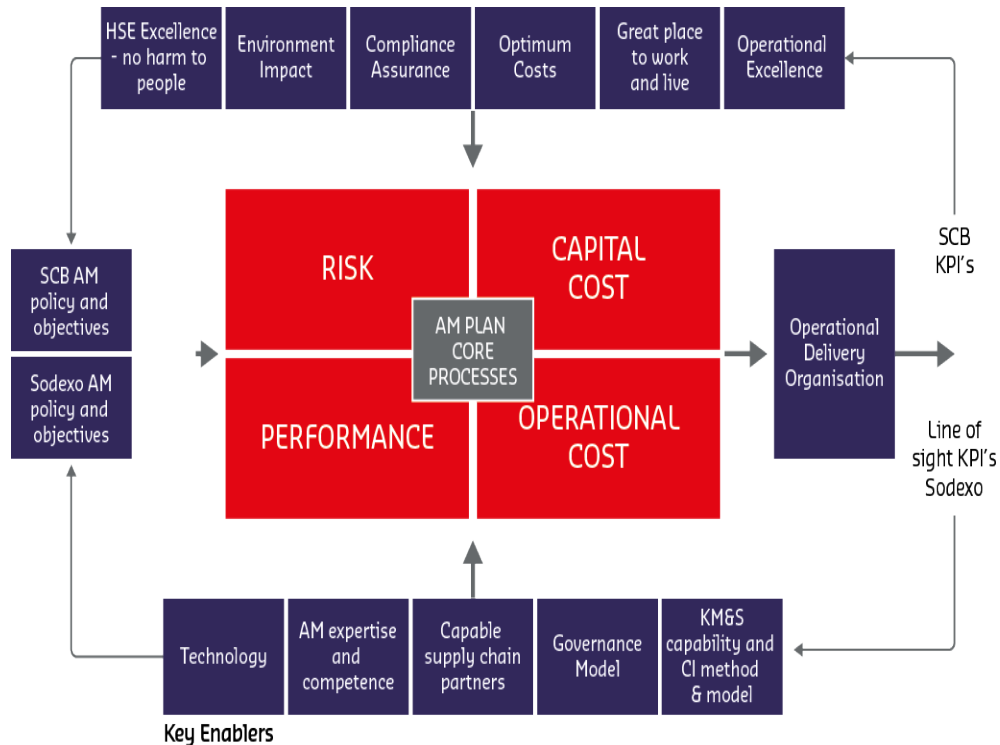 HSE Excellence
- no harm to
people
Environment
Impact
Compliance
Assurance
Optimum
Costs
Great place
to work
and live
Operational
Excellence
SCB
KPI's
SCB AM
policy and
objectives
Sodexo AM
policy and
objectives
RISK
CAPITAL
COST
AM PLAN
CORE
PROCESSES
PERFORMANCE
OPERATIONAL
COST
Operational
Delivery
Organisation
Line of
sight KPI's
Sodexo
Technology
AM expertise
and
competence
Capable
supply chain
partners
Governance
Model
KM&S
capability and
CI method
& model
Key Enablers